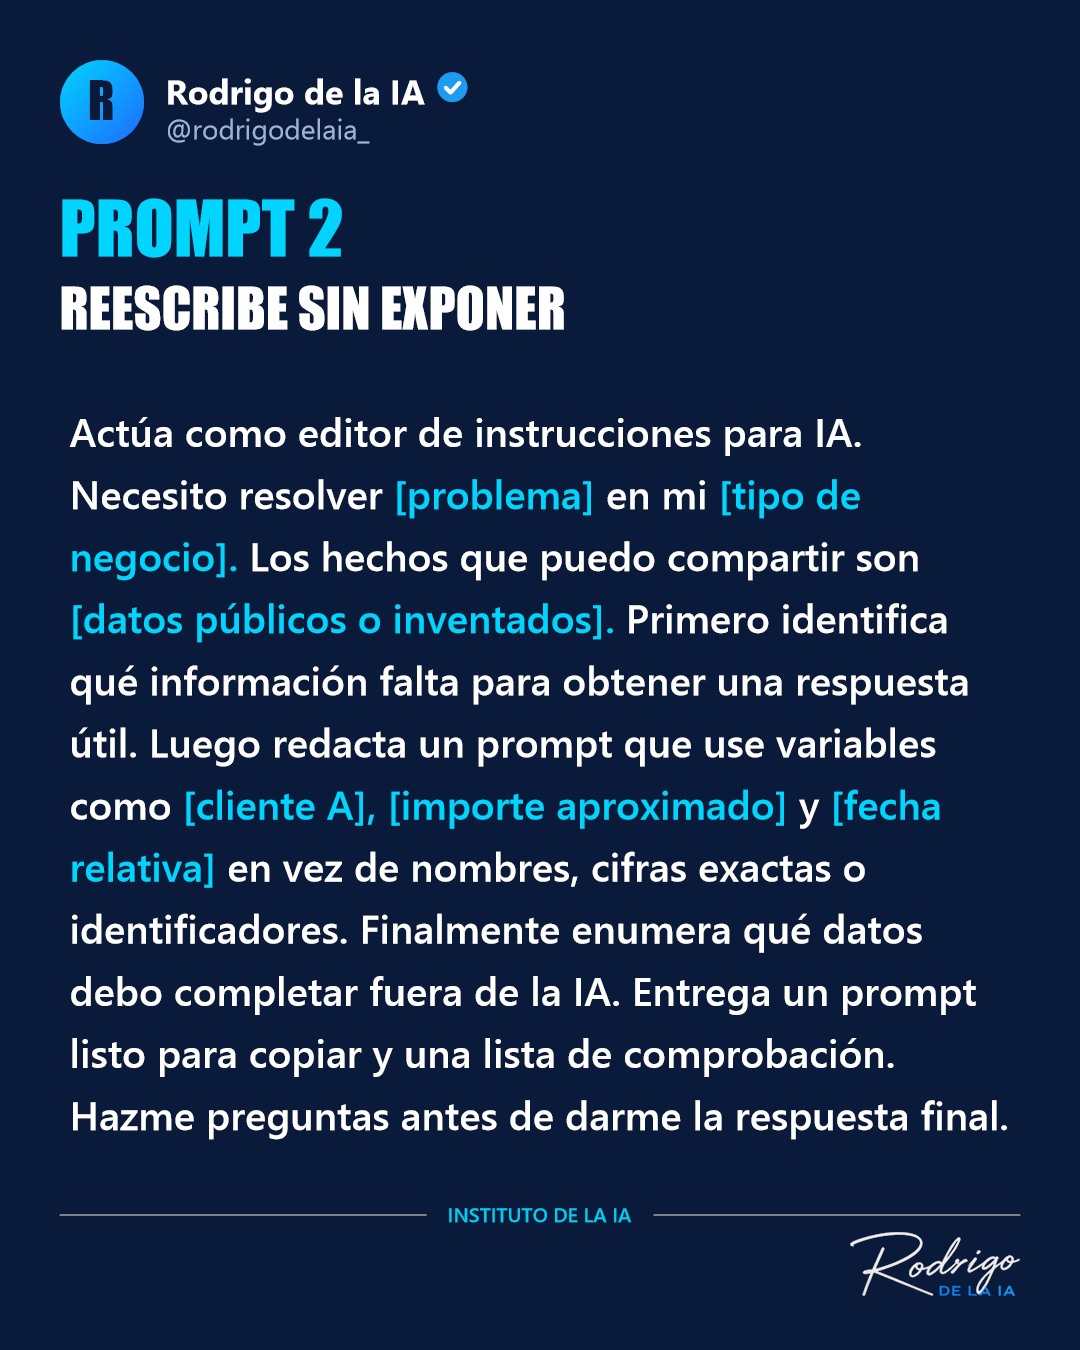 R
Rodrigo de la IA
@rodrigodelaia_
PROMPT 2
REESCRIBE SIN EXPONER
Actúa como editor de instrucciones para IA.
Necesito resolver [problema] en mi [tipo de
negocio]. Los hechos que puedo compartir son
[datos públicos o inventados]. Primero identifica
qué información falta para obtener una respuesta
útil. Luego redacta un prompt que use variables
como [cliente A], [importe aproximado] y [fecha
relativa] en vez de nombres, cifras exactas o
identificadores. Finalmente enumera qué datos
debo completar fuera de la IA. Entrega un prompt
listo para copiar y una lista de comprobación.
Hazme preguntas antes de darme la respuesta final.
INSTITUTO DE LA IA
Rodrigo
DE LA IA